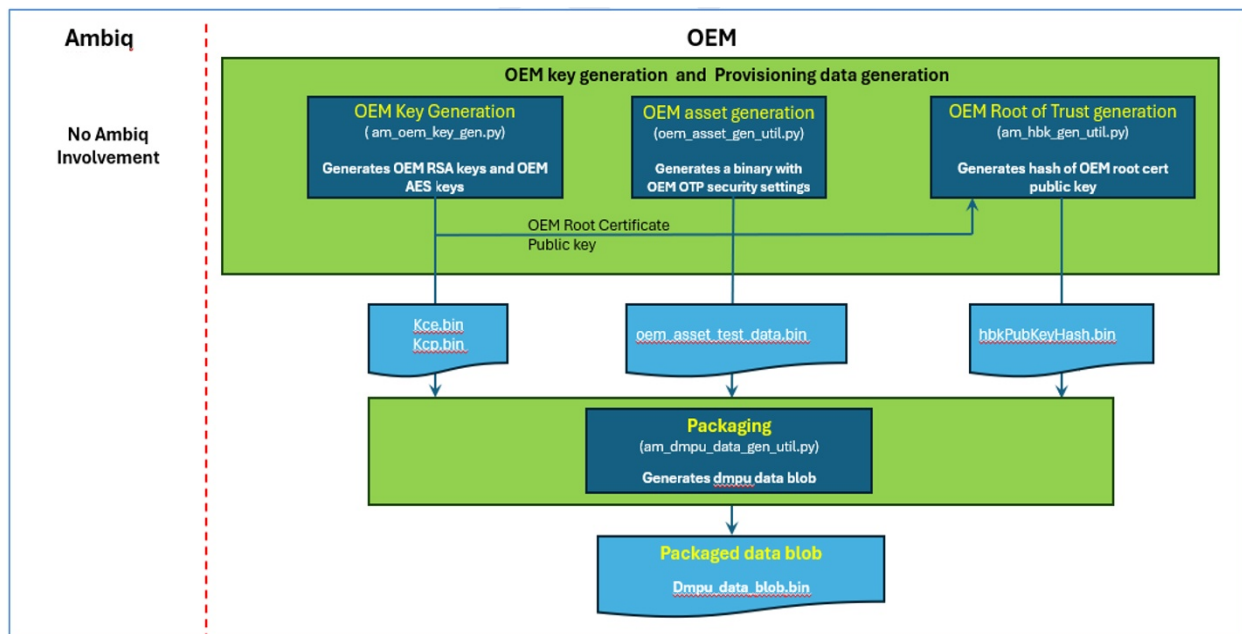 Ambiq
OEM
OEM key generation and Provisioning data generation
No Ambiq
Involvement
OEM Key Generation
( am_oem_key_gen.py)
Generates OEM RSA keys and OEM
AES keys
OEM asset generation
(oem_asset_gen_util.py)
Generates a binary with
OEM OTP security settings
OEM Root of Trust generation
(am_hbk_gen_util.py)
Generates hash of OEM root cert
public key
OEM Root Certificate
Public key
Kce.bin
Kcp.bin
oem_asset_test_data.bin
hbkPubKeyHash.bin
Packaging
(am_dmpu_data_gen_util.py)
Generates dmpu data blob
Packaged data blob
Dmpu_data_blob.bin